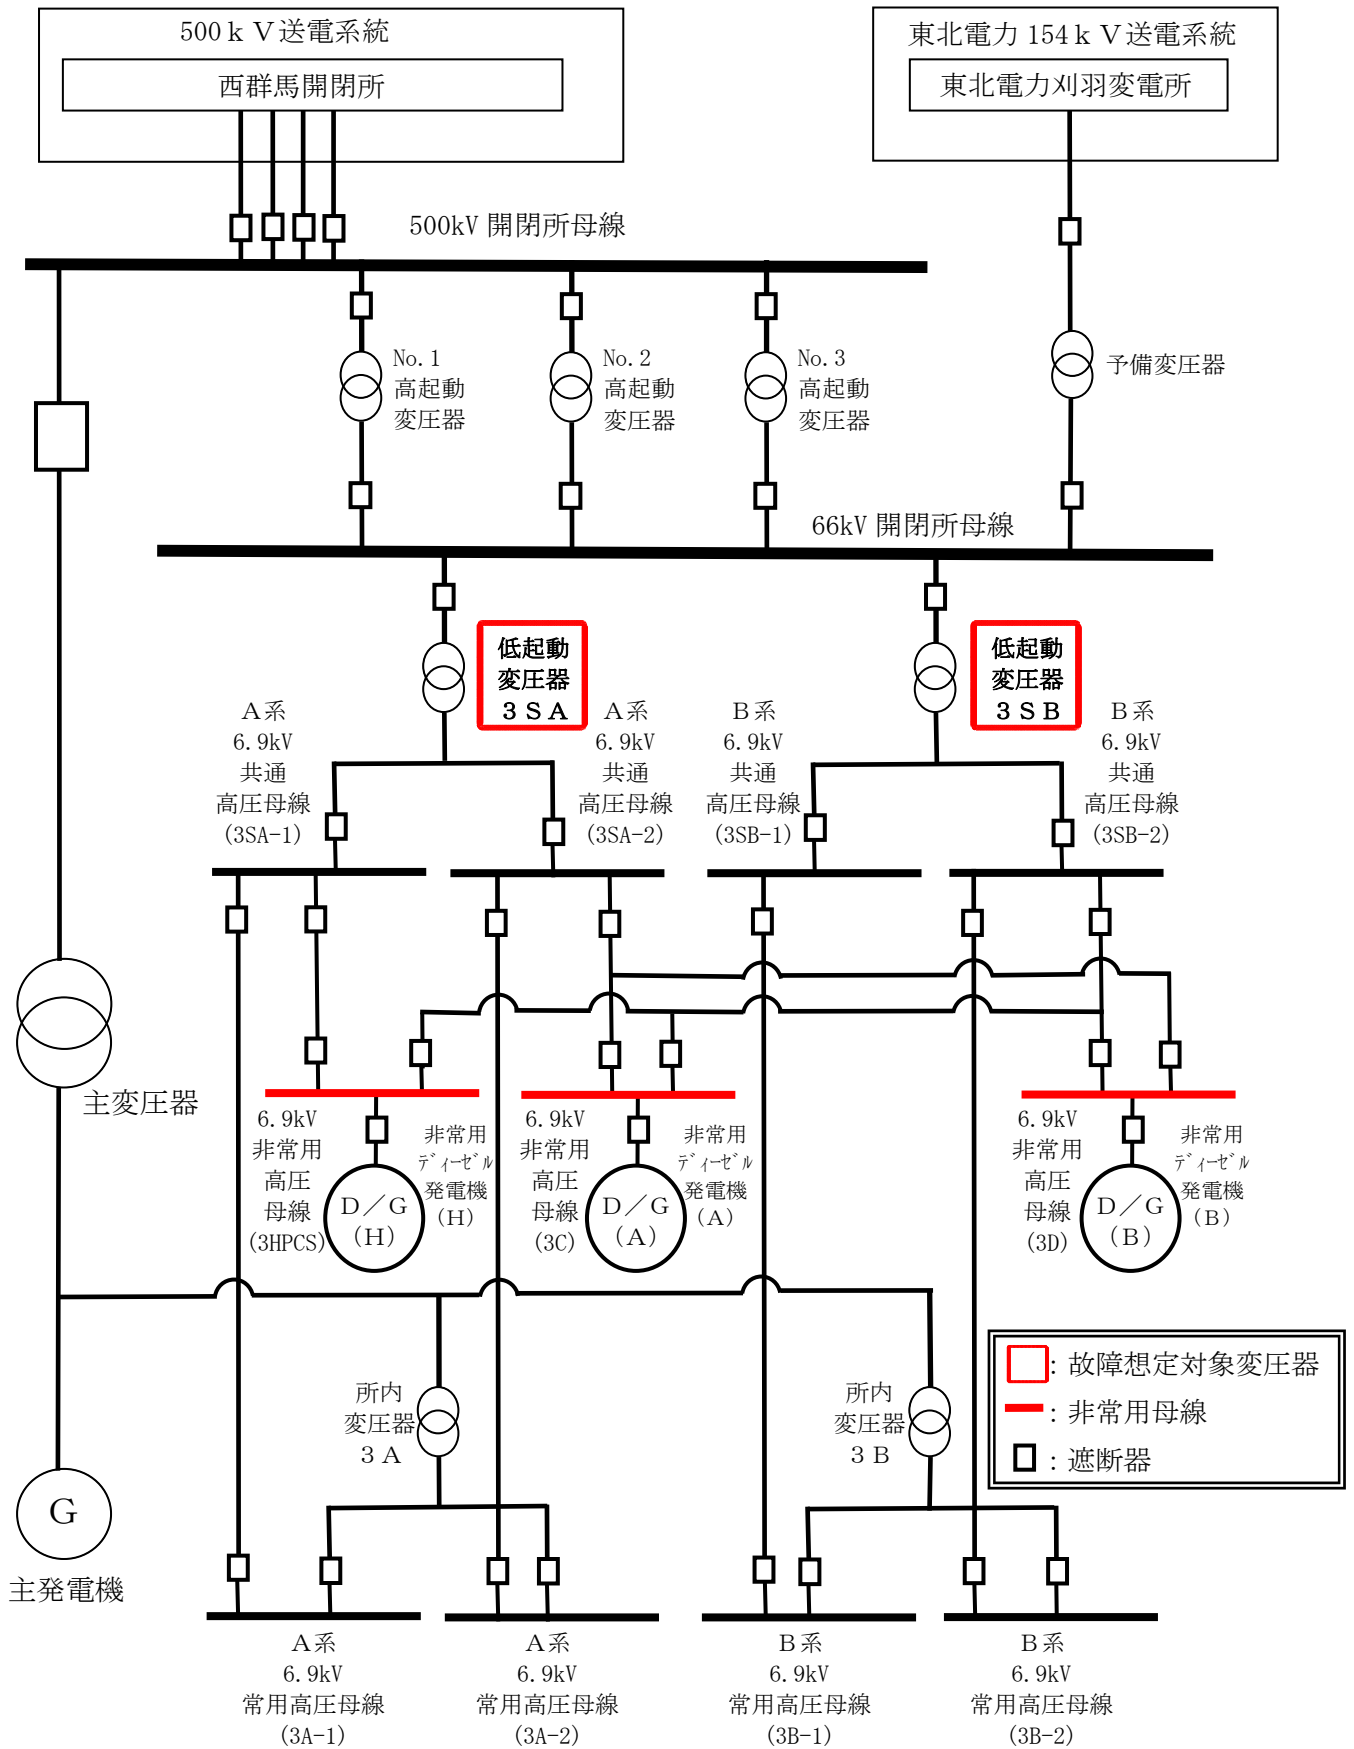 500ｋＶ送電系統
西群馬開閉所
東北電力 154ｋＶ送電系統
東北電力刈羽変電所
500kV 開閉所母線
No.1
高起動
変圧器
No.2
高起動
変圧器
No.3
高起動
変圧器
予備変圧器
66kV 開閉所母線
低起動
変圧器
３ＳＡ
低起動
変圧器
３ＳＢ
Ａ系
6.9kV
共通
高圧母線
(3SA-1)
Ａ系
6.9kV
共通
高圧母線
(3SA-2)
Ｂ系
6.9kV
共通
高圧母線
(3SB-1)
Ｂ系
6.9kV
共通
高圧母線
(3SB-2)
主変圧器
6.9kV
非常用
高圧
母線
(3HPCS)
Ｄ／Ｇ
（Ｈ）
非常用
ﾃﾞｨｰｾﾞﾙ
発電機
(Ｈ)
6.9kV
非常用
高圧
母線
(3C)
Ｄ／Ｇ
（Ａ）
非常用
ﾃﾞｨｰｾﾞﾙ
発電機
(Ａ)
6.9kV
非常用
高圧
母線
(3D)
Ｄ／Ｇ
（Ｂ）
非常用
ﾃﾞｨｰｾﾞﾙ
発電機
(Ｂ)
所内
変圧器
３Ａ
所内
変圧器
３Ｂ
：故障想定対象変圧器
：非常用母線
：遮断器
Ｇ
主発電機
Ａ系
6.9kV
常用高圧母線
(3A-1)
Ａ系
6.9kV
常用高圧母線
(3A-2)
Ｂ系
6.9kV
常用高圧母線
(3B-1)
Ｂ系
6.9kV
常用高圧母線
(3B-2)